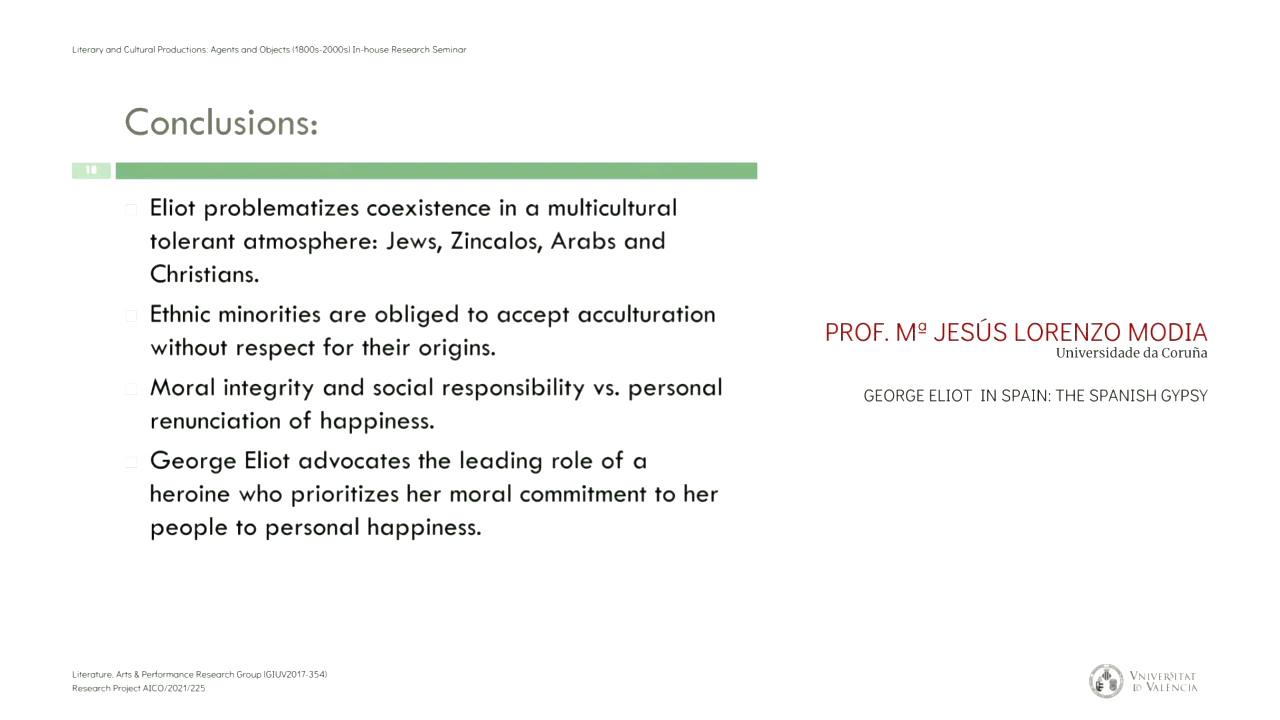 Literary and Cultural Productions: Agents and Objects (1800s-2000s) In-house Research Seminar
Conclusions:
18
Eliot problematizes coexistence in a multicultural
tolerant atmosphere: Jews, Zincalos, Arabs and
Christians.
Ethnic minorities are obliged to accept acculturation
without respect for their origins.
Moral integrity and social responsibility vs. personal
renunciation of happiness.
George Eliot advocates the leading role of a
heroine who prioritizes her moral commitment to her
people to personal happiness.
PROF. Mª JESÚS LORENZO MODIA
Universidade da Coruña
GEORGE ELIOT IN SPAIN: THE SPANISH GYPSY
Literature, Arts & Performance Research Group (GIUV2017-354)
Research Project AICO/2021/225
VNIVERSITAT
ID VALÈNCIA